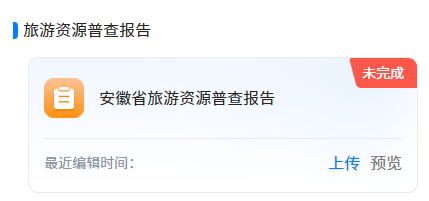 旅游资源普查报告
未完成
安徽省旅游资源普查报告
最近编辑时间：
上传 预览